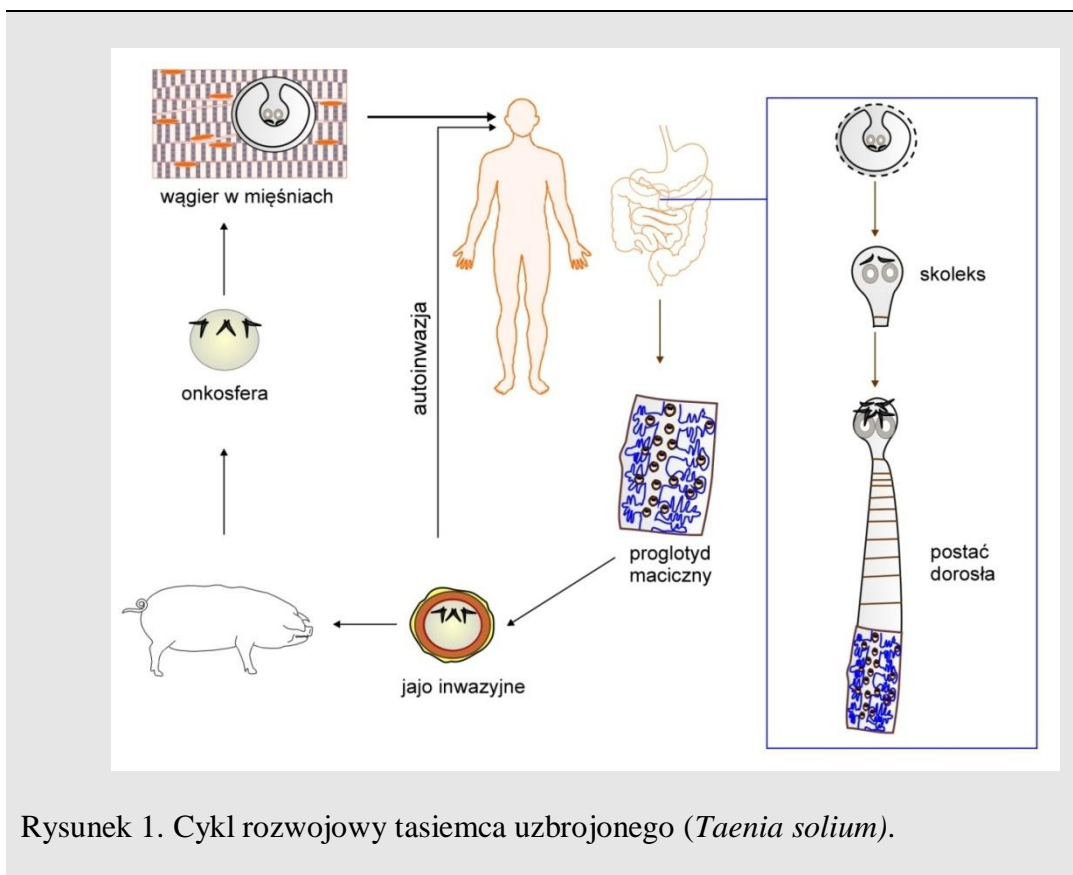 wągier w mięśniach
onkosfera
autoinwazja
skoleks
proglotyd
maciczny
postać
dorosła
jajo inwazyjne
Rysunek 1. Cykl rozwojowy tasiemca uzbrojonego (Taenia solium).